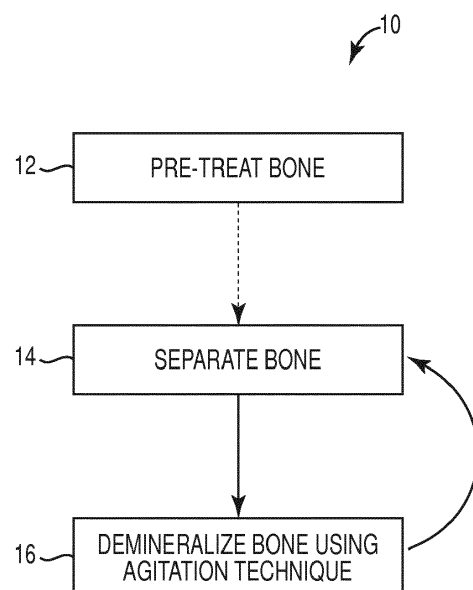 10
12
PRE-TREAT BONE
14
SEPARATE BONE
16
DEMINERALIZE BONE USING
AGITATION TECHNIQUE